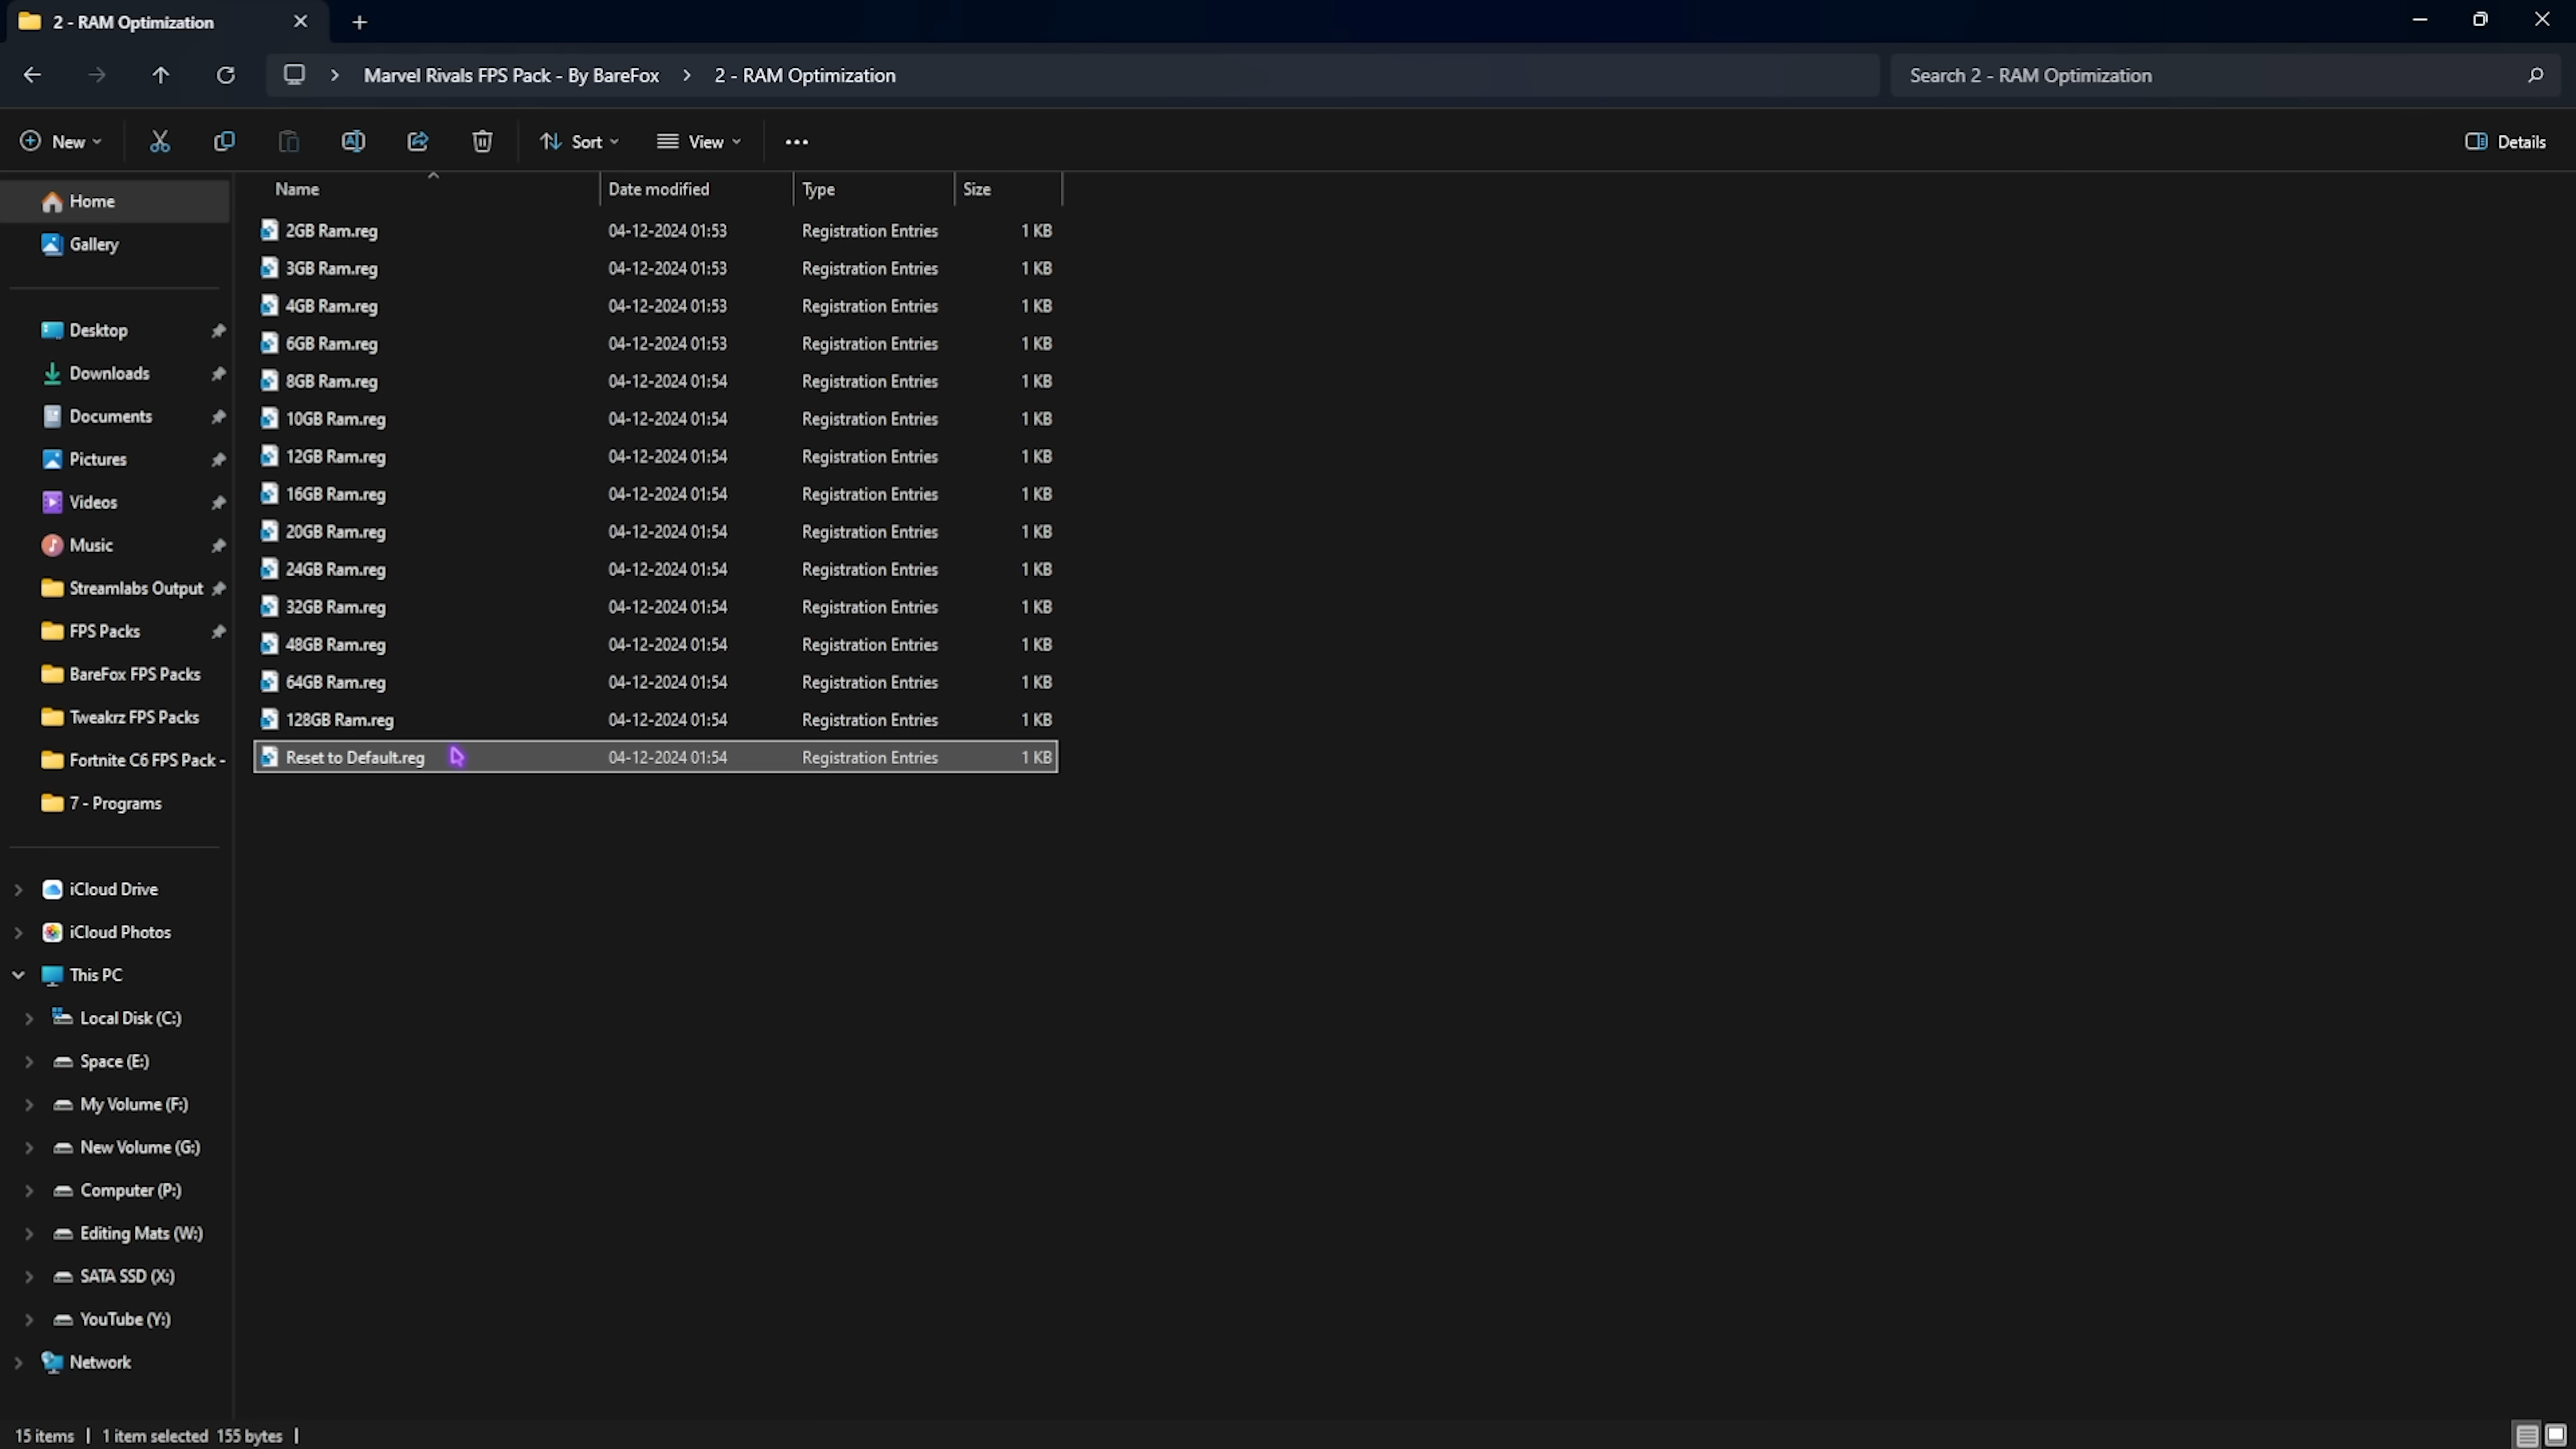 2 - RAM Optimization
Marvel Rivals FPS Pack - By BareFox > 2 - RAM Optimization
Search 2 - RAM Optimization
New Sort View Details
Name Date modified Type Size
2GB Ram.reg 04-12-2024 01:53 Registration Entries 1 KB
3GB Ram.reg 04-12-2024 01:53 Registration Entries 1 KB
4GB Ram.reg 04-12-2024 01:53 Registration Entries 1 KB
6GB Ram.reg 04-12-2024 01:53 Registration Entries 1 KB
8GB Ram.reg 04-12-2024 01:54 Registration Entries 1 KB
10GB Ram.reg 04-12-2024 01:54 Registration Entries 1 KB
12GB Ram.reg 04-12-2024 01:54 Registration Entries 1 KB
16GB Ram.reg 04-12-2024 01:54 Registration Entries 1 KB
20GB Ram.reg 04-12-2024 01:54 Registration Entries 1 KB
24GB Ram.reg 04-12-2024 01:54 Registration Entries 1 KB
32GB Ram.reg 04-12-2024 01:54 Registration Entries 1 KB
48GB Ram.reg 04-12-2024 01:54 Registration Entries 1 KB
64GB Ram.reg 04-12-2024 01:54 Registration Entries 1 KB
128GB Ram.reg 04-12-2024 01:54 Registration Entries 1 KB
Reset to Default.reg 04-12-2024 01:54 Registration Entries 1 KB
Home
Gallery
Desktop
Downloads
Documents
Pictures
Videos
Music
Streamlabs Output
FPS Packs
BareFox FPS Packs
Tweakrz FPS Packs
Fortnite C6 FPS Pack -
7 - Programs
iCloud Drive
iCloud Photos
This PC
Local Disk (C:)
Space (E:)
My Volume (F:)
New Volume (G:)
Computer (P:)
Editing Mats (W:)
SATA SSD (X:)
YouTube (Y:)
Network
15 items | 1 item selected 155 bytes |